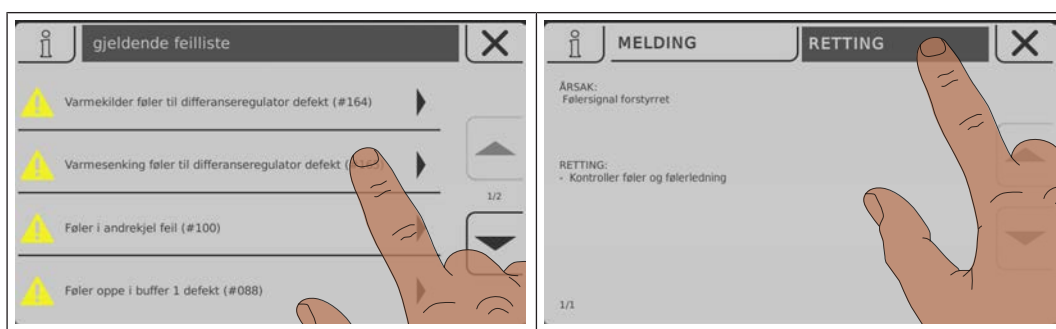 gjeldende feilliste
Varmekilder føler til differanseregulator defekt (#164)
Varmesenking føler til differanseregulator defekt (
Føler i andrekjel feil (#100)
Føler oppe i buffer 1 defekt (#088)
1/2
MELDING
RETTING
ÅRSAK:
Følersignal forstyrret
RETTING:
- Kontroller føler og følerledning
1/1